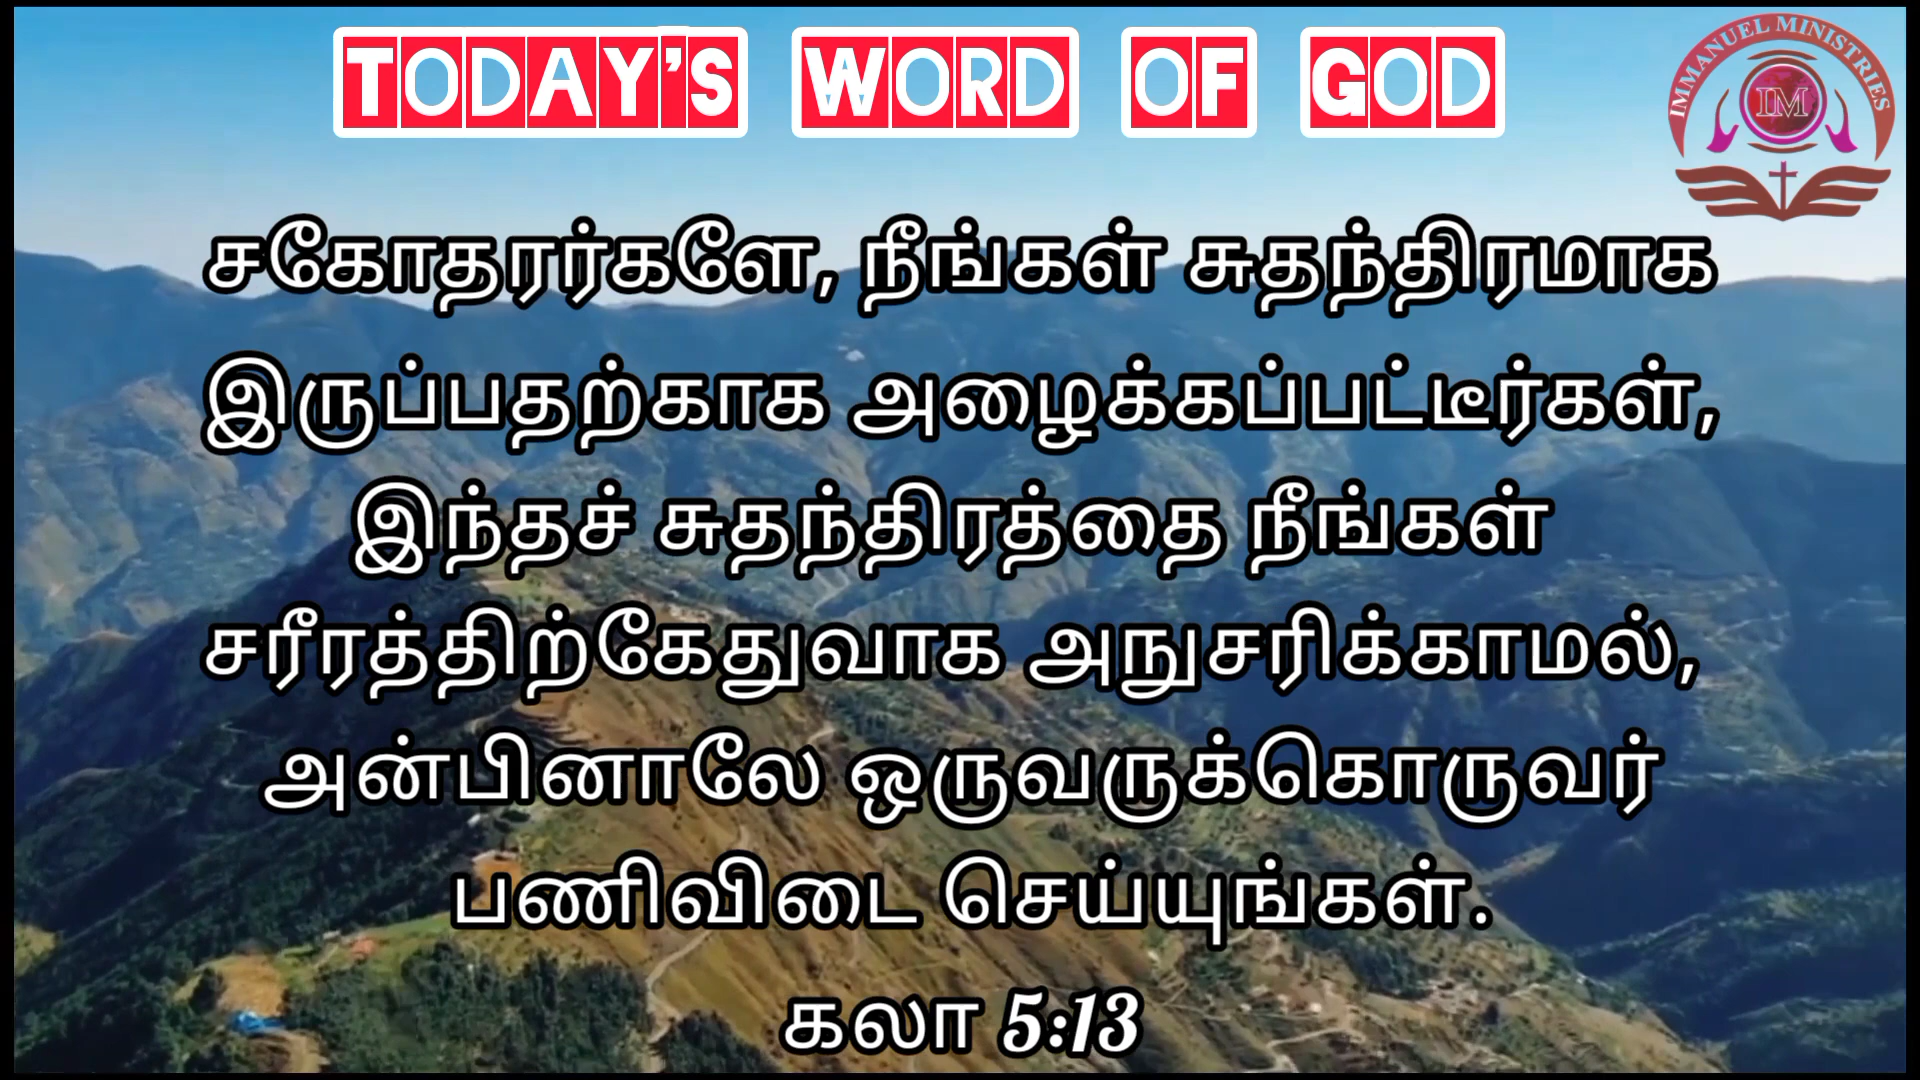 TODAY'S WORD OF GOD
IMMANUEL MINISTRIES
IM
சகோதரர்களே, நீங்கள் சுதந்திரமாக
இருப்பதற்காக அழைக்கப்பட்டீர்கள்,
இந்தச் சுதந்திரத்தை நீங்கள்
சரீரத்திற்கேதுவாக அநுசரிக்காமல்,
அன்பினாலே ஒருவருக்கொருவர்
பணிவிடை செய்யுங்கள்.
கலா 5:13